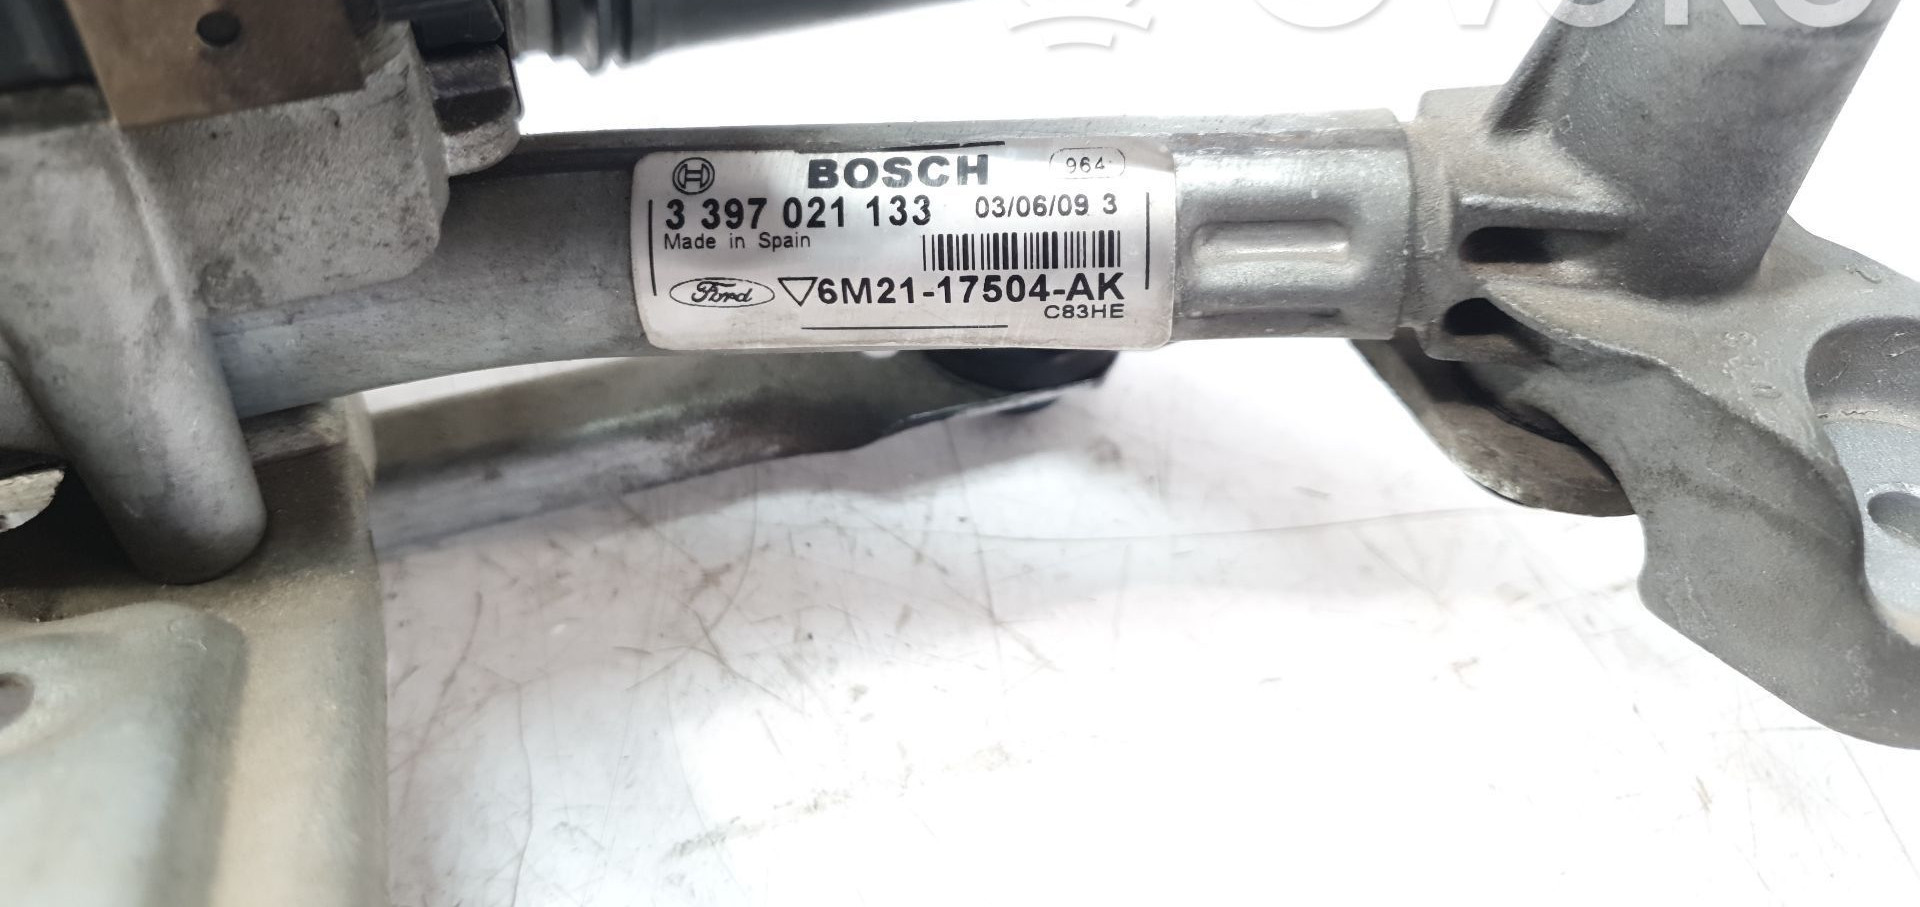 BOSCH 964
3 397 021 133 03/06/09 3
Made in Spain
Ford ▽6M21-17504-AK
C83HE